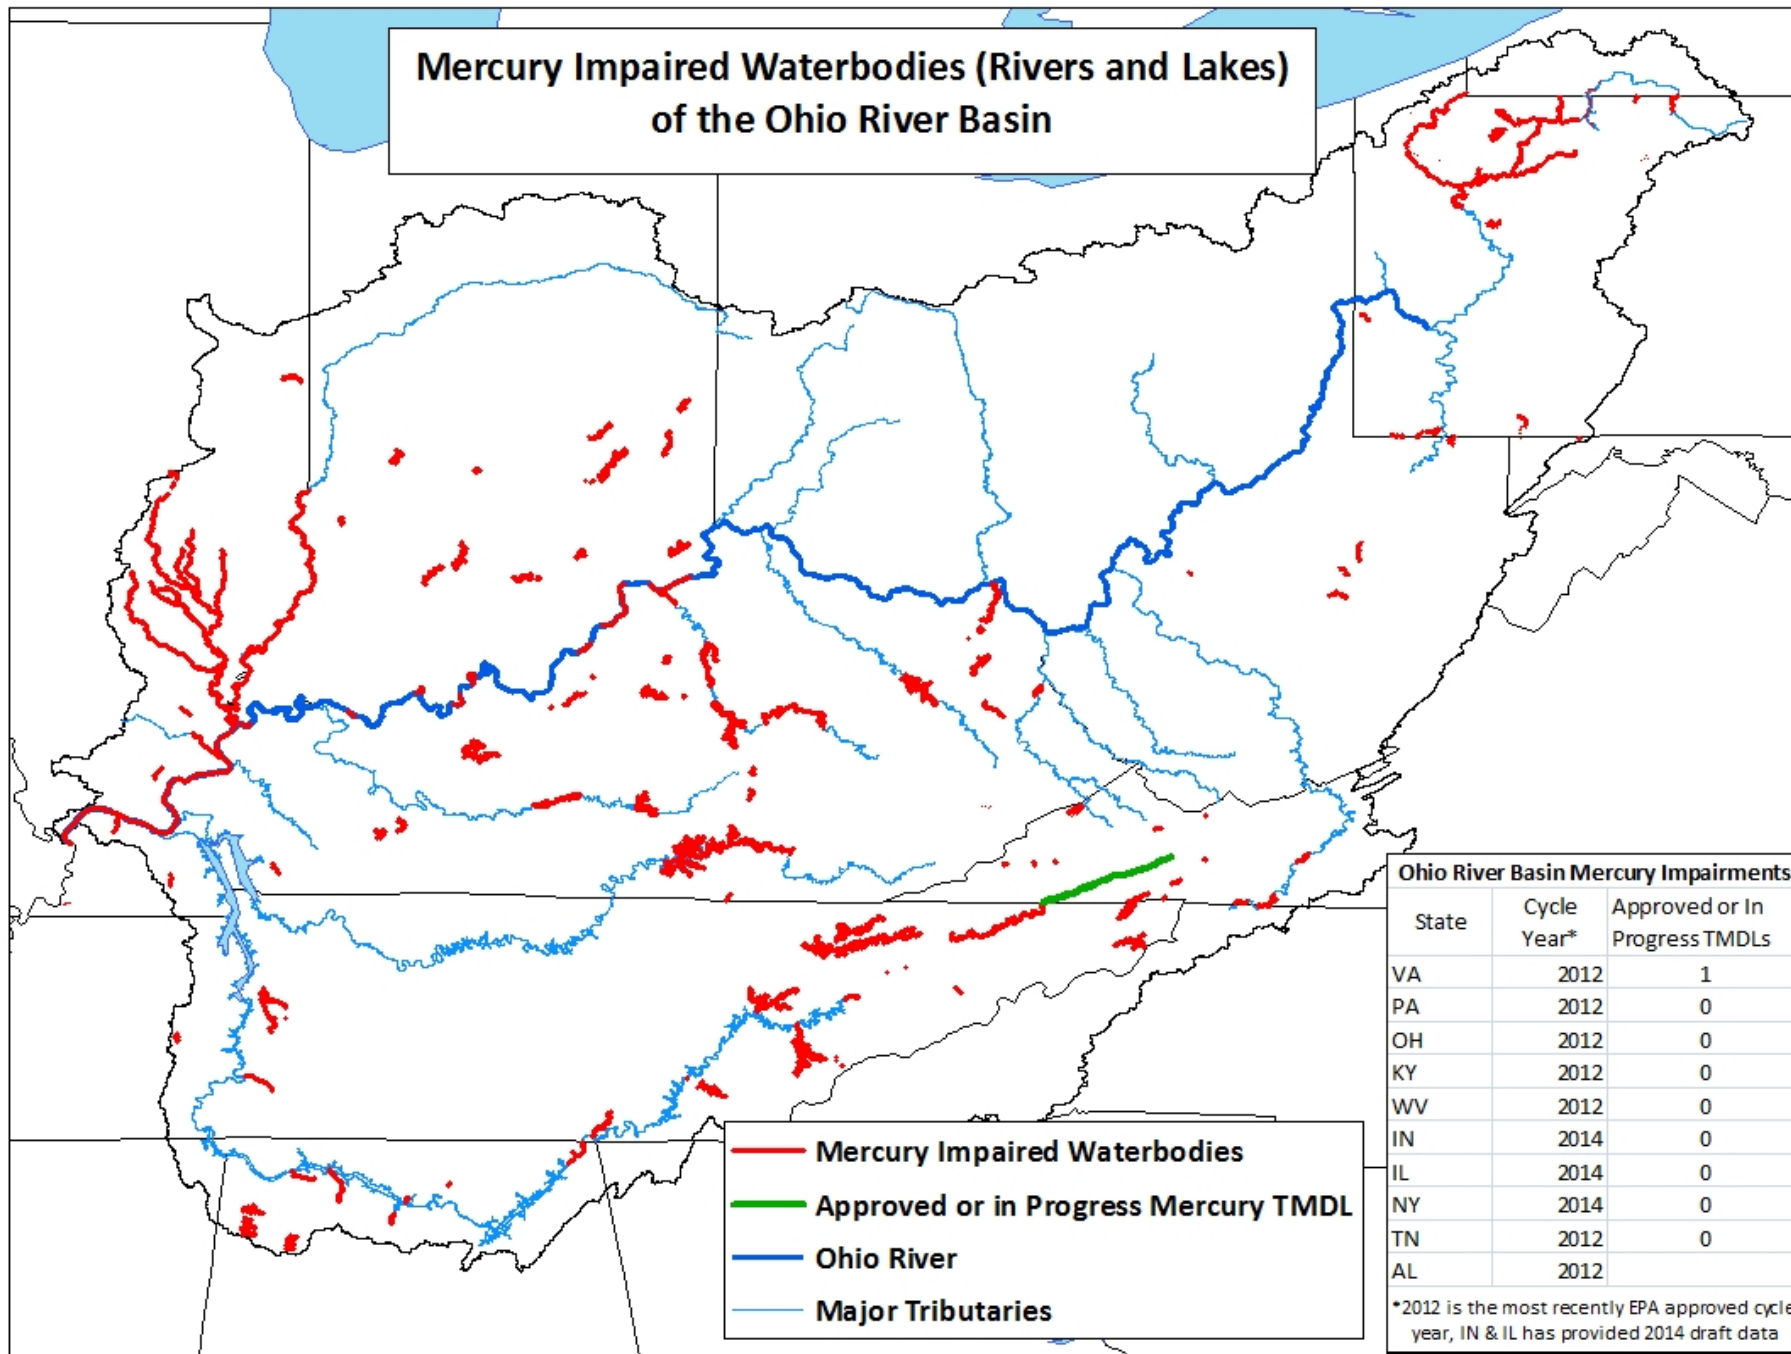 Mercury Impaired Waterbodies (Rivers and Lakes)
of the Ohio River Basin
Mercury Impaired Waterbodies
Approved or in Progress Mercury TMDL
Ohio River
Major Tributaries
Ohio River Basin Mercury Impairments
State Cycle Year* Approved or In Progress TMDLs
VA 2012 1
PA 2012 0
OH 2012 0
KY 2012 0
WV 2012 0
IN 2014 0
IL 2014 0
NY 2014 0
TN 2012 0
AL 2012
*2012 is the most recently EPA approved cycle
year, IN & IL has provided 2014 draft data